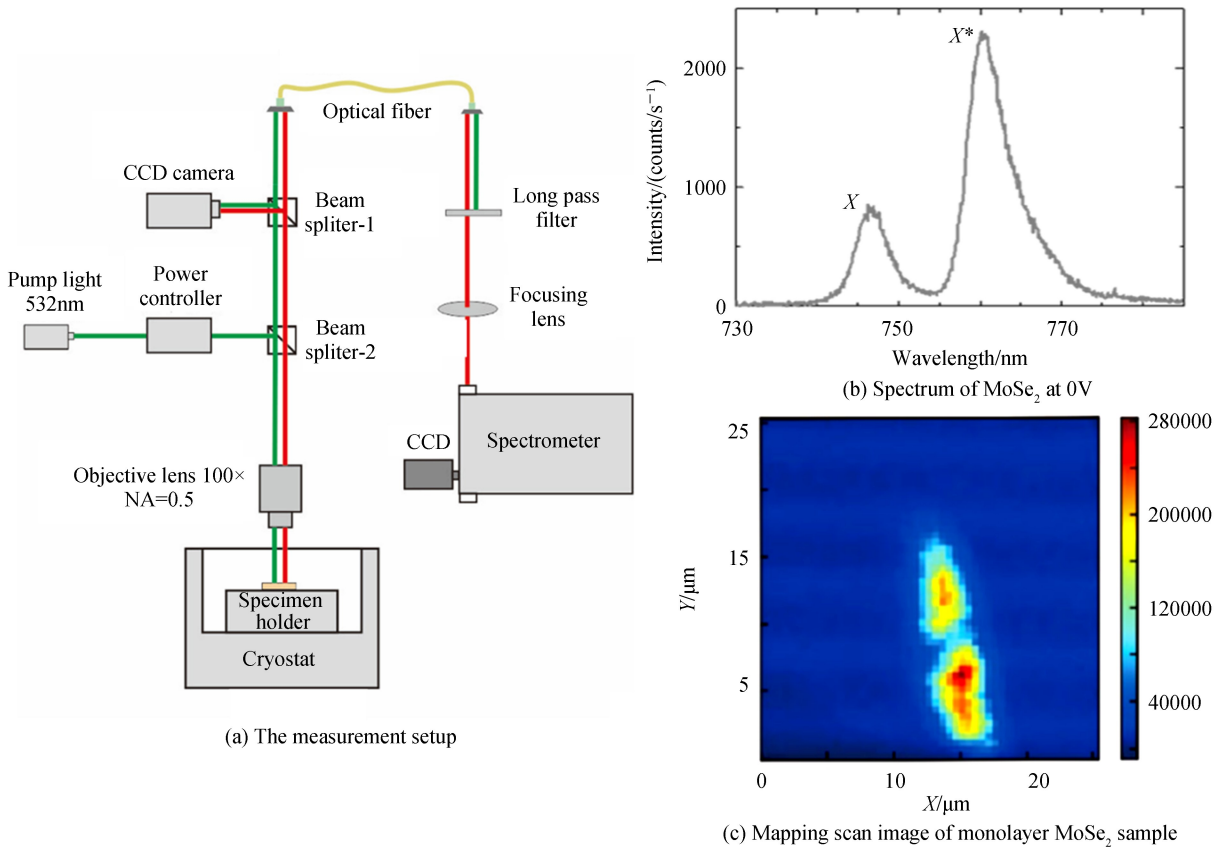 Optical fiber
CCD camera
Beam
spliter-1
Long pass
filter
Pump light
532nm
Power
controller
Beam
spliter-2
Focusing
lens
Objective lens 100×
NA=0.5
CCD
Spectrometer
Specimen
holder
Cryostat
(a) The measurement setup
X*
X
2000
1000
0
Intensity/(counts/s⁻¹)
730
750
770
Wavelength/nm
(b) Spectrum of MoSe₂ at 0V
25
15
5
Y/μm
0
10
20
X/μm
280000
200000
120000
40000
(c) Mapping scan image of monolayer MoSe₂ sample